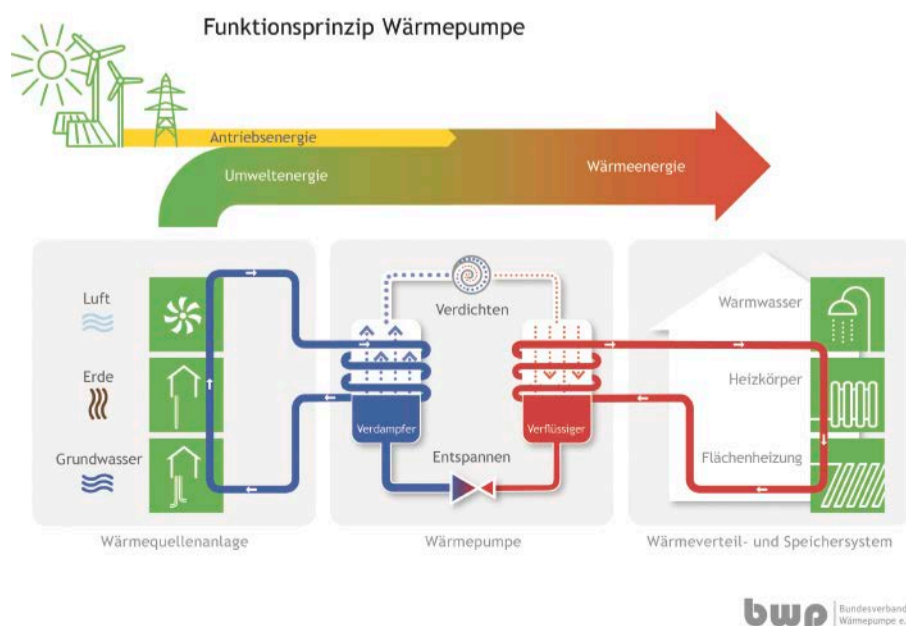 Funktionsprinzip Wärmepumpe
Antriebsenergie
Umweltenergie
Wärmeenergie
Luft
Erde
Grundwasser
Wärmequellenanlage
Verdichten
Verdampfer
Verflüssiger
Entspannen
Wärmepumpe
Warmwasser
Heizkörper
Flächenheizung
Wärmeverteil- und Speichersystem
bwp
Bundesverband
Wärmepumpe e.